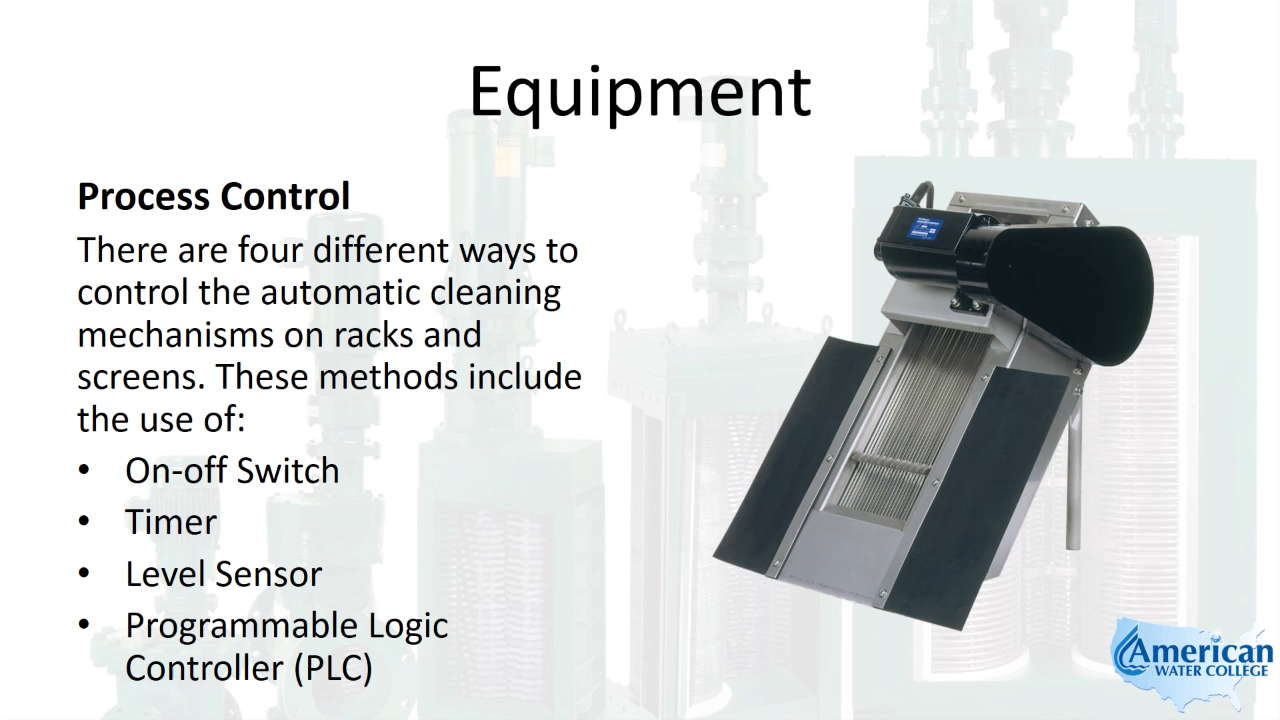 Equipment
Process Control
There are four different ways to
control the automatic cleaning
mechanisms on racks and
screens. These methods include
the use of:
• On-off Switch
• Timer
• Level Sensor
• Programmable Logic
Controller (PLC)
American
WATER COLLEGE